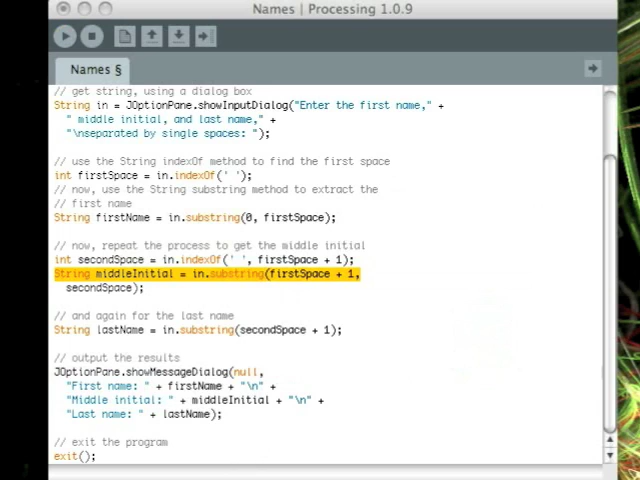 Names | Processing 1.0.9
Names §
// get string, using a dialog box
String in = JOptionPane.showInputDialog("Enter the first name," +
" middle initial, and last name," +
"\nseparated by single spaces: ");
// use the String indexOf method to find the first space
int firstSpace = in.indexOf(' ');
// now, use the String substring method to extract the
// first name
String firstName = in.substring(0, firstSpace);
// now, repeat the process to get the middle initial
int secondSpace = in.indexOf(' ', firstSpace + 1);
String middleInitial = in.substring(firstSpace + 1,
secondSpace);
// and again for the last name
String lastName = in.substring(secondSpace + 1);
// output the results
JOptionPane.showMessageDialog(null,
"First name: " + firstName + "\n" +
"Middle initial: " + middleInitial + "\n" +
"Last name: " + lastName);
// exit the program
exit();